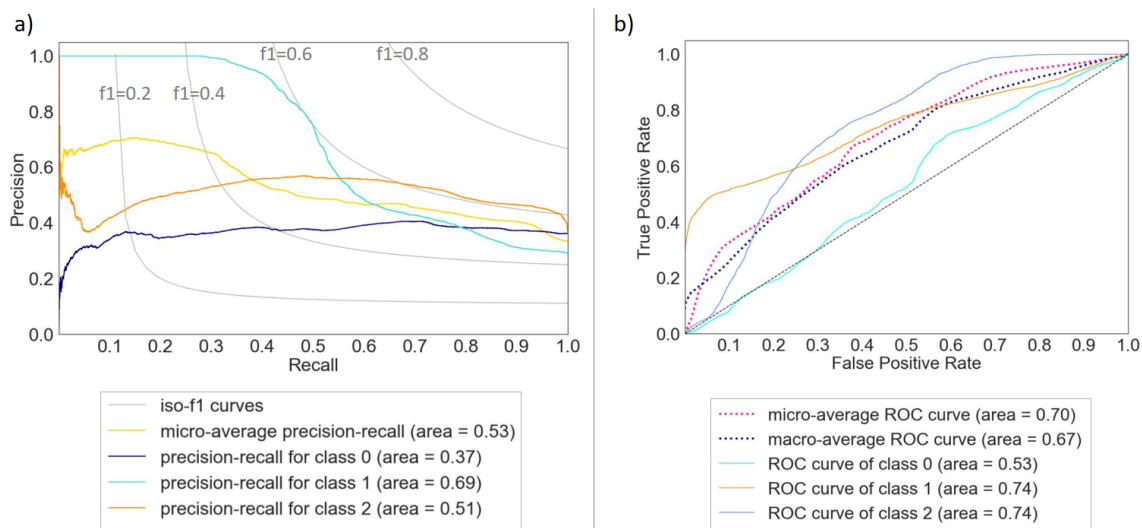 a)
f1=0.2
f1=0.4
f1=0.6
f1=0.8
1.0
0.8
0.6
0.4
0.2
0.0
Precision
0.1 0.2 0.3 0.4 0.5 0.6 0.7 0.8 0.9 1.0
Recall
iso-f1 curves
micro-average precision-recall (area = 0.53)
precision-recall for class 0 (area = 0.37)
precision-recall for class 1 (area = 0.69)
precision-recall for class 2 (area = 0.51)
b)
1.0
0.8
0.6
0.4
0.2
0.0
True Positive Rate
0.1 0.2 0.3 0.4 0.5 0.6 0.7 0.8 0.9 1.0
False Positive Rate
micro-average ROC curve (area = 0.70)
macro-average ROC curve (area = 0.67)
ROC curve of class 0 (area = 0.53)
ROC curve of class 1 (area = 0.74)
ROC curve of class 2 (area = 0.74)